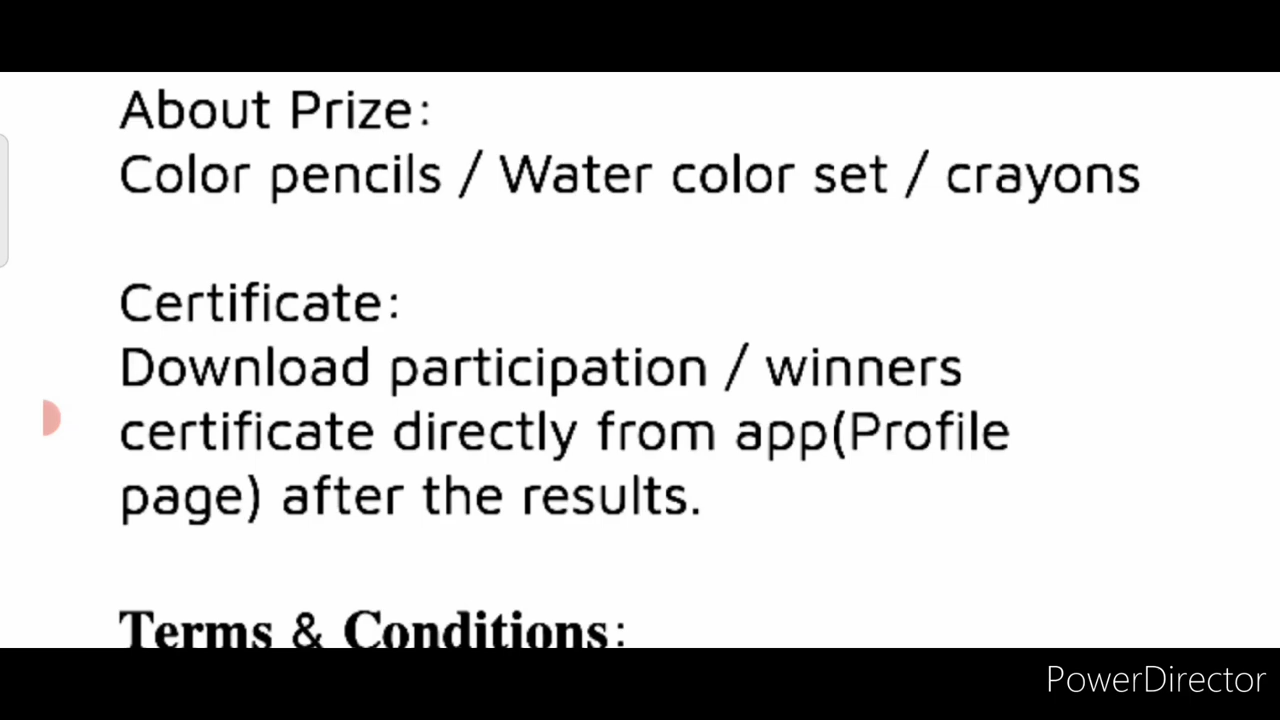 About Prize:
Color pencils / Water color set / crayons
Certificate:
Download participation / winners
certificate directly from app(Profile
page) after the results.
Terms & Conditions:
PowerDirector